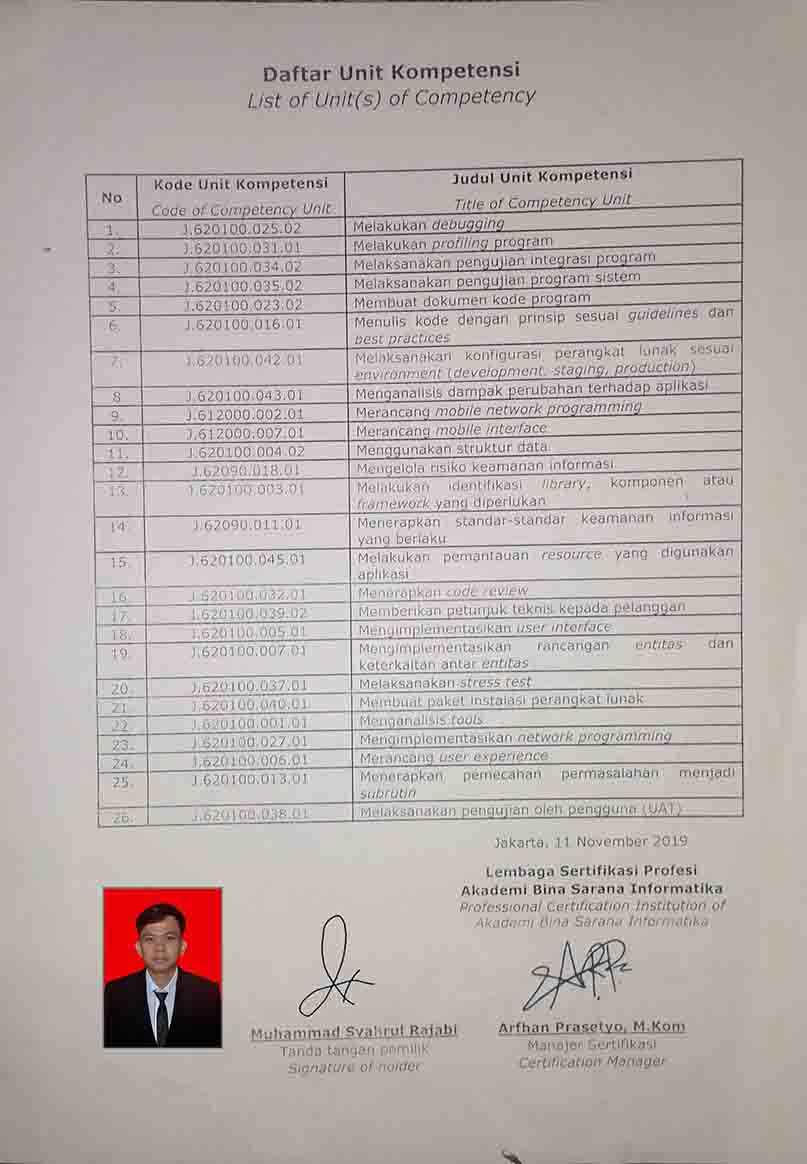 Daftar Unit Kompetensi
List of Unit(s) of Competency
No
Kode Unit Kompetensi
Code of Competency Unit
Judul Unit Kompetensi
Title of Competency Unit
1. J.620100.025.02 Melakukan debugging
2. J.620100.031.01 Melakukan profiling program
3. J.620100.034.02 Melaksanakan pengujian integrasi program
4. J.620100.035.02 Melaksanakan pengujian program sistem
5. J.620100.023.02 Membuat dokumen kode program
6. J.620100.016.01 Menulis kode dengan prinsip sesuai guidelines dan
best practices
7. J.620100.042.01 Melaksanakan konfigurasi perangkat lunak sesuai
environment (development, staging, production)
8 J.620100.043.01 Menganalisis dampak perubahan terhadap aplikasi
9. J.612000.002.01 Merancang mobile network programming
10. J.612000.007.01 Merancang mobile interface
11. J.620100.004.02 Menggunakan struktur data
12. J.62090.018.01 Mengelola risiko keamanan informasi
13. J.620100.003.01 Melakukan identifikasi library, komponen atau
framework yang diperlukan
14. J.62090.011.01 Menerapkan standar-standar keamanan informasi
yang berlaku
15. J.620100.045.01 Melakukan pemantauan resource yang digunakan
aplikasi
16. J.620100.032.01 Menerapkan code review
17. J.620100.039.02 Memberikan petunjuk teknis kepada pelanggan
18. J.620100.005.01 Mengimplementasikan user interface
19. J.620100.007.01 Mengimplementasikan rancangan entitas dan
keterkaitan antar entitas
20. J.620100.037.01 Melaksanakan stress test
21. J.620100.040.01 Membuat paket instalasi perangkat lunak
22. J.620100.001.01 Menganalisis tools
23. J.620100.027.01 Mengimplementasikan network programming
24. J.620100.006.01 Merancang user experience
25. J.620100.013.01 Menerapkan pemecahan permasalahan menjadi
subrutin
26. J.620100.038.01 Melaksanakan pengujian oleh pengguna (UAT)
Jakarta, 11 November 2019
Lembaga Sertifikasi Profesi
Akademi Bina Sarana Informatika
Professional Certification Institution of
Akademi Bina Sarana Informatika
Muhammad Syahrul Rajabi
Tanda tangan pemilik
Signature of holder
Arfhan Prasetyo, M.Kom
Manajer Sertifikasi
Certification Manager